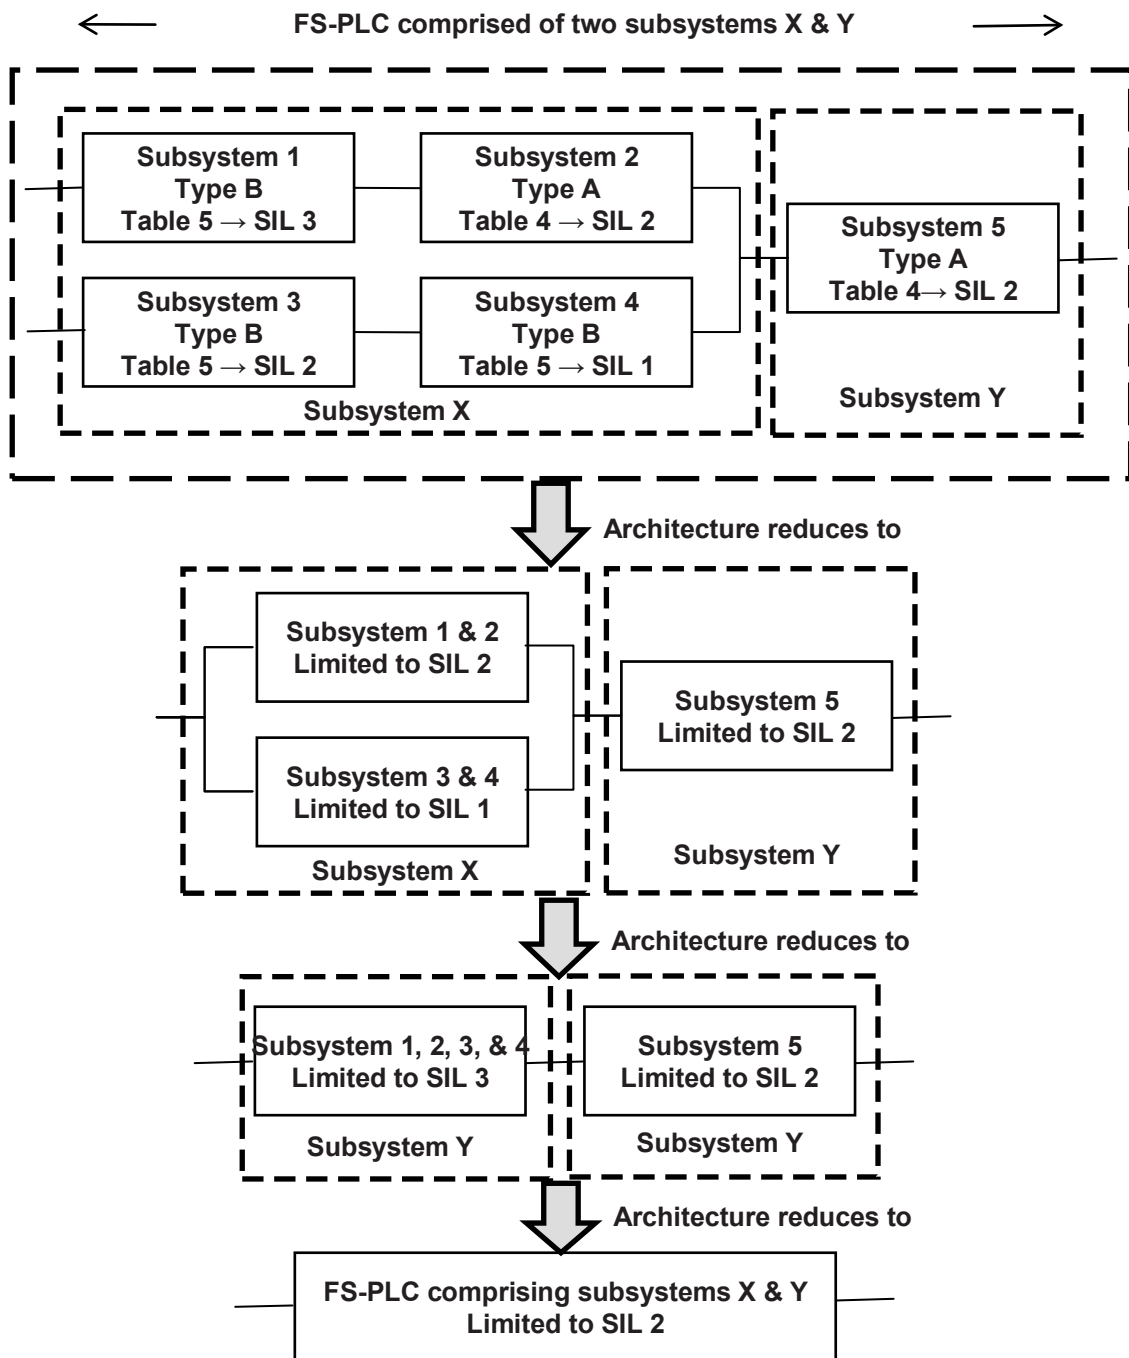 FS-PLC comprised of two subsystems X & Y
Subsystem 1
Type B
Table 5 → SIL 3
Subsystem 2
Type A
Table 4 → SIL 2
Subsystem 3
Type B
Table 5 → SIL 2
Subsystem 4
Type B
Table 5 → SIL 1
Subsystem X
Subsystem 5
Type A
Table 4→ SIL 2
Subsystem Y
Architecture reduces to
Subsystem 1 & 2
Limited to SIL 2
Subsystem 3 & 4
Limited to SIL 1
Subsystem X
Subsystem 5
Limited to SIL 2
Subsystem Y
Architecture reduces to
Subsystem 1, 2, 3, & 4
Limited to SIL 3
Subsystem Y
Subsystem 5
Limited to SIL 2
Subsystem Y
Architecture reduces to
FS-PLC comprising subsystems X & Y
Limited to SIL 2